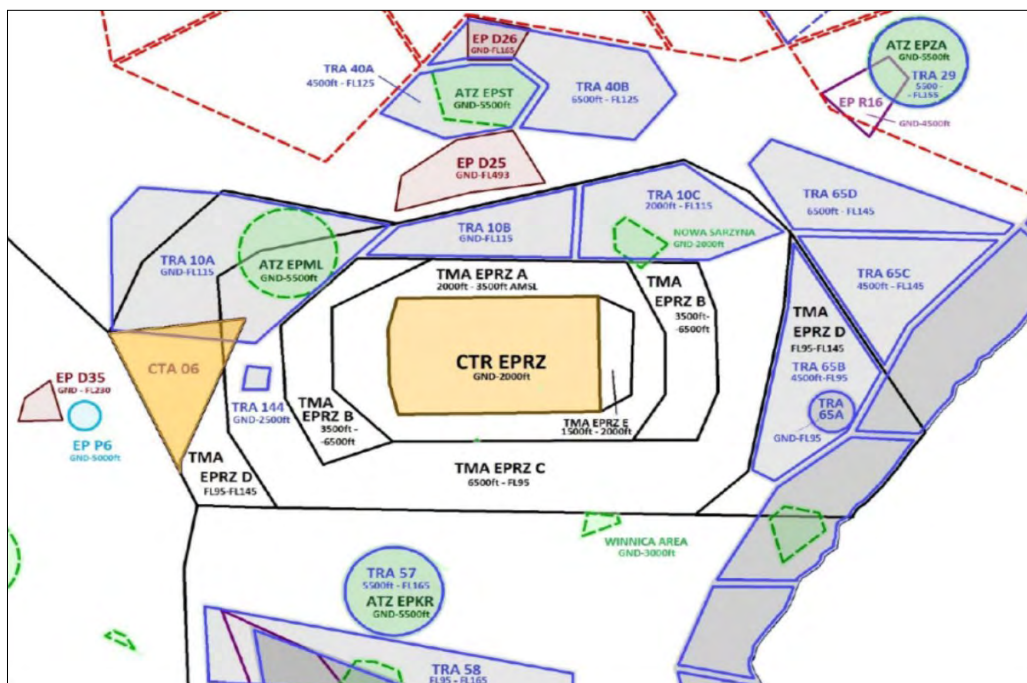 EP D26
GND-FL165
TRA 40A
4500ft - FL125
ATZ EPST
GND-5500ft
TRA 40B
6500ft - FL125
ATZ EPZA
GND-5500ft
TRA 29
5500 -
- FL155
EP R16
GND-4500ft
EP D25
GND-FL493
TRA 10A
GND-FL115
ATZ EPML
GND-5500ft
TRA 10B
GND-FL115
TRA 10C
2000ft - FL115
NOWA SARZYNA
GND-2000ft
TRA 65D
6500ft - FL145
TRA 65C
4500ft - FL145
TMA EPRZ A
2000ft - 3500ft AMSL
TMA
EPRZ B
3500ft-
-6500ft
TMA
EPRZ D
FL95-FL145
TRA 65B
4500ft-FL95
TRA
65A
GND-FL95
CTR EPRZ
GND-2000ft
CTA 06
EP D35
GND - FL230
EP P6
GND-5000ft
TRA 144
GND-2500ft
TMA
EPRZ B
3500ft-
-6500ft
TMA EPRZ E
1500ft - 2000ft
TMA
EPRZ D
FL95-FL145
TMA EPRZ C
6500ft - FL95
WINNICA AREA
GND-3000ft
TRA 57
5500ft - FL165
ATZ EPKR
GND-5500ft
TRA 58
FL95 - FL165